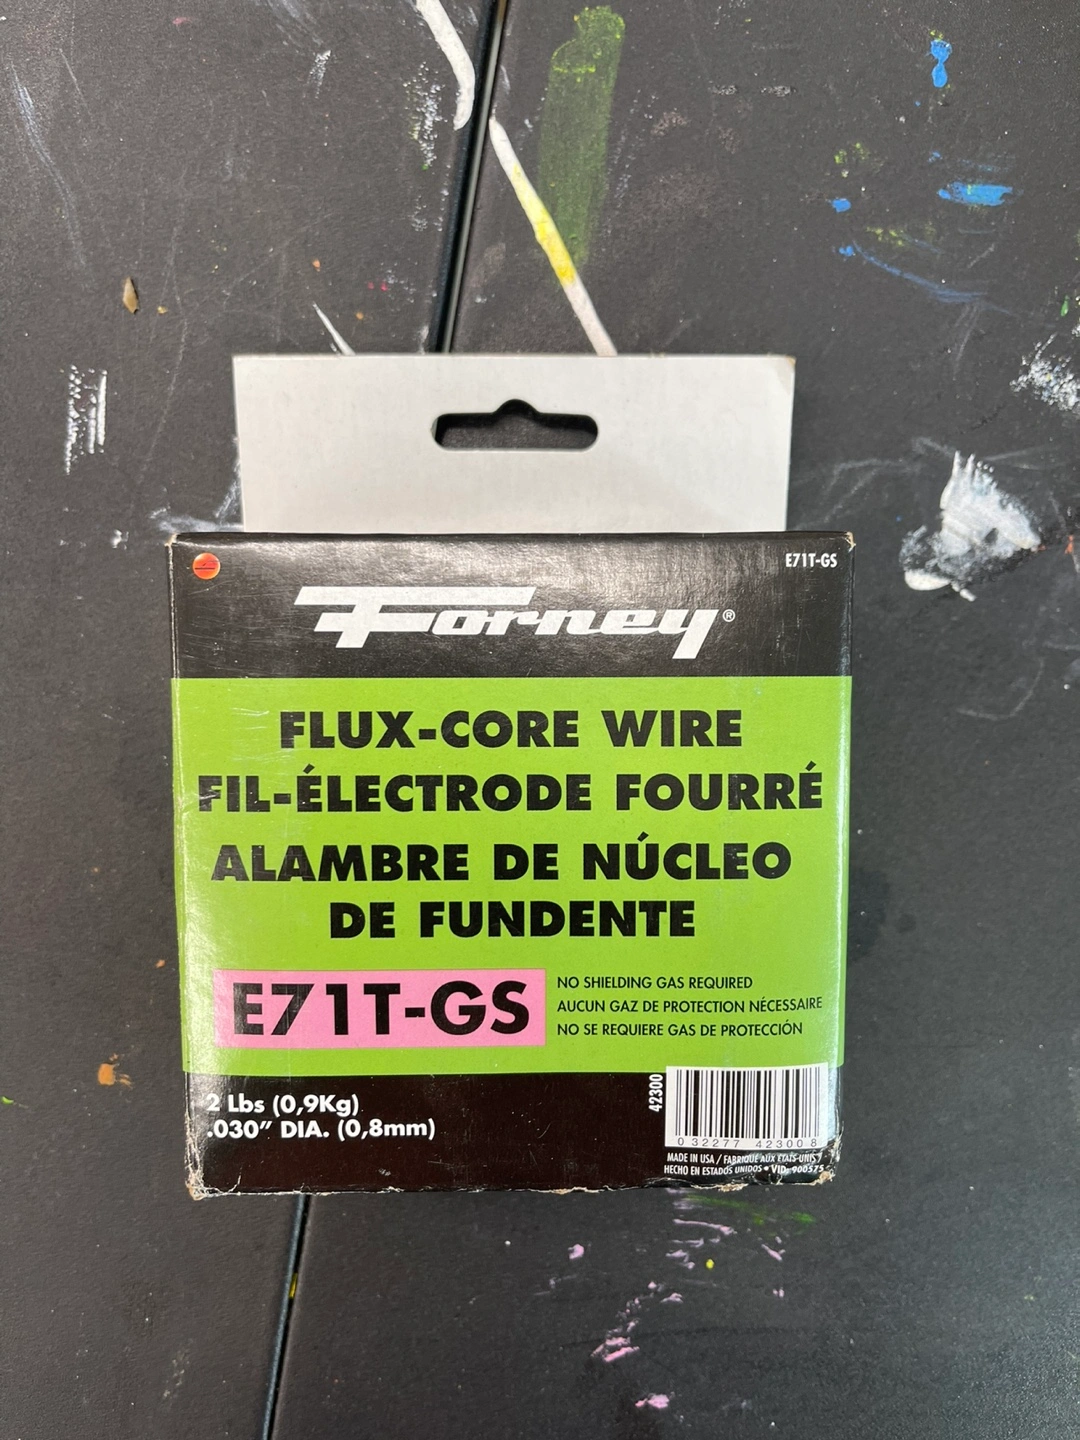 E71T-GS
Forney®
FLUX-CORE WIRE
FIL-ÉLECTRODE FOURRÉ
ALAMBRE DE NÚCLEO
DE FUNDENTE
E71T-GS
NO SHIELDING GAS REQUIRED
AUCUN GAZ DE PROTECTION NÉCESSAIRE
NO SE REQUIERE GAS DE PROTECCIÓN
2 Lbs (0,9Kg)
.030" DIA. (0,8mm)
42300
0 32277 42300 8
MADE IN USA / FABRIQUÉ AUX ÉTATS-UNIS /
HECHO EN ESTADOS UNIDOS • VID: 900575